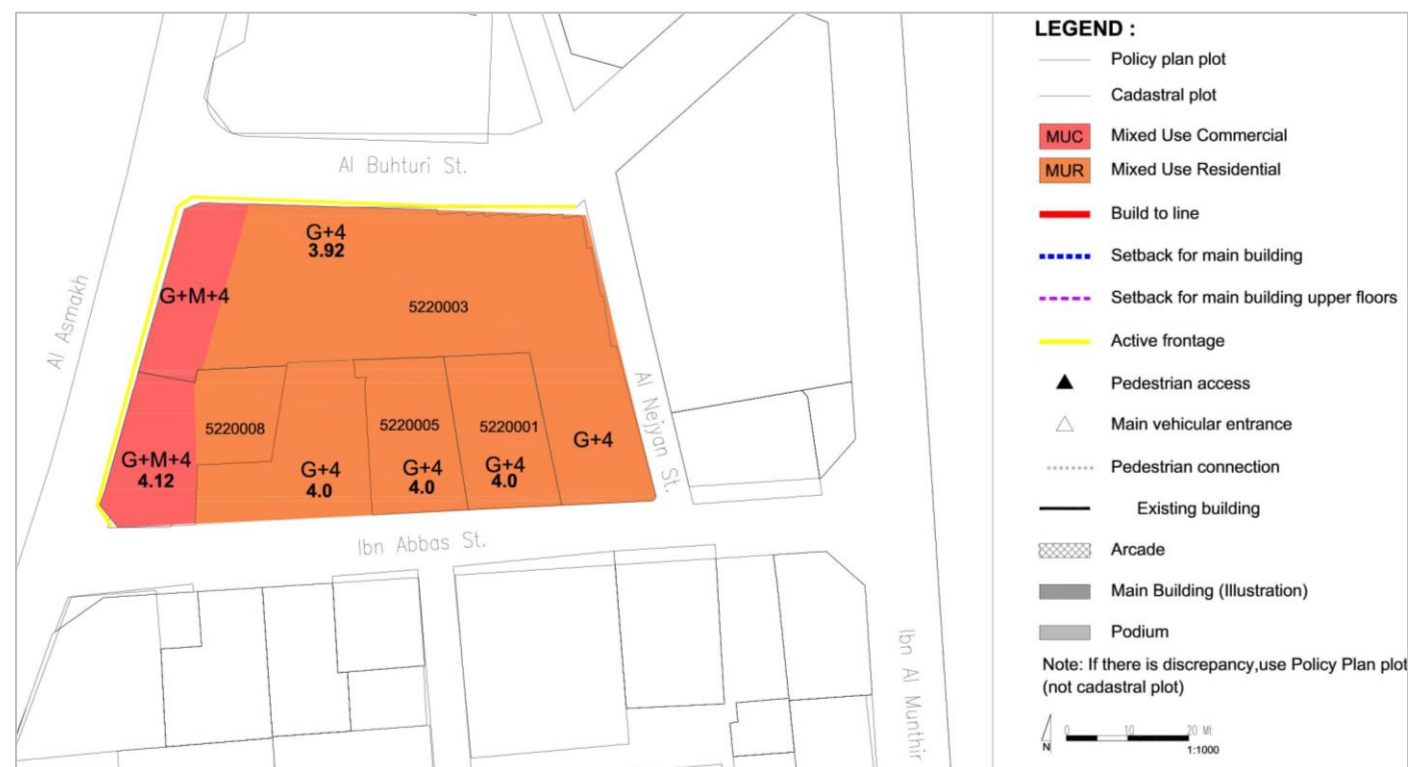 Al Buhturi St.
G+4
3.92
G+M+4
5220003
Al Asmakh
Al Nejyan St.
5220008
5220005
5220001
G+4
G+M+4
4.12
G+4
4.0
G+4
4.0
G+4
4.0
Ibn Abbas St.
Ibn Al Munthir
LEGEND :
Policy plan plot
Cadastral plot
MUC Mixed Use Commercial
MUR Mixed Use Residential
Build to line
Setback for main building
Setback for main building upper floors
Active frontage
Pedestrian access
Main vehicular entrance
Pedestrian connection
Existing building
Arcade
Main Building (Illustration)
Podium
Note: If there is discrepancy,use Policy Plan plot
(not cadastral plot)
N
0 10 20 Mt
1:1000